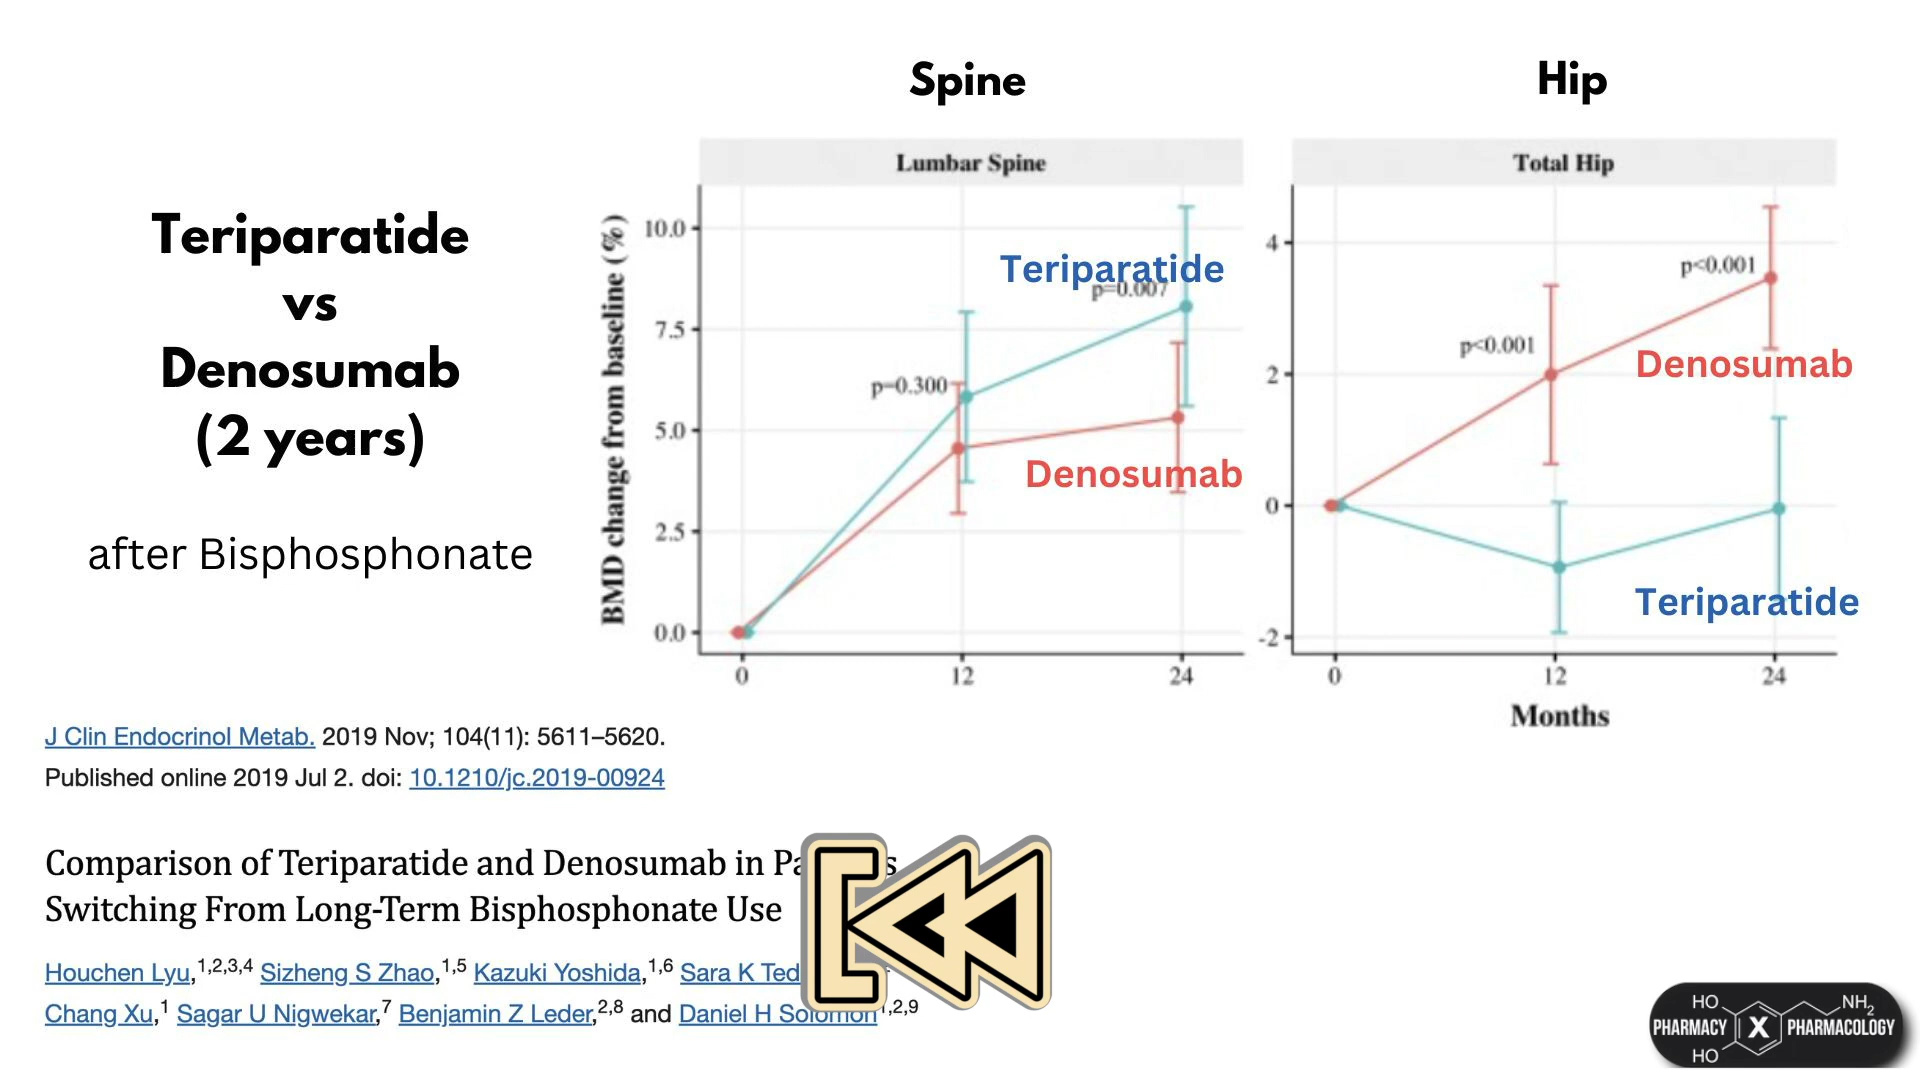 Spine
Hip
Teriparatide
vs
Denosumab
(2 years)
after Bisphosphonate
Lumbar Spine
BMD change from baseline (%)
10.0
7.5
5.0
2.5
0.0
Teriparatide
p=0.007
p=0.300
Denosumab
0 12 24
Total Hip
4
2
0
-2
p<0.001
p<0.001
Denosumab
Teriparatide
0 12 24
Months
J Clin Endocrinol Metab. 2019 Nov; 104(11): 5611–5620.
Published online 2019 Jul 2. doi: 10.1210/jc.2019-00924
Comparison of Teriparatide and Denosumab in
Switching From Long-Term Bisphosphonate Use
Houchen Lyu,1,2,3,4 Sizheng S Zhao,1,5 Kazuki Yoshida,1,6 Sara K
Chang Xu,1 Sagar U Nigwekar,7 Benjamin Z Leder,2,8 and Daniel H Solomon1,2,9
HO
NH2
PHARMACY X PHARMACOLOGY
HO